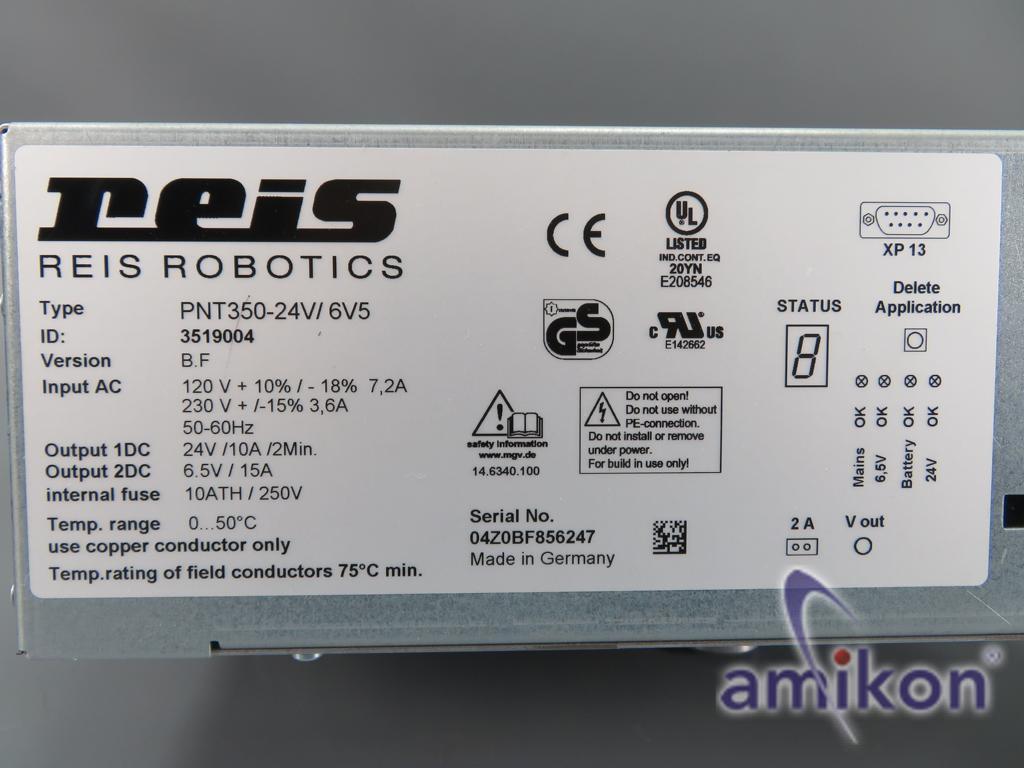 reis
REIS ROBOTICS
Type PNT350-24V/ 6V5
ID: 3519004
Version B.F
Input AC 120 V + 10% / - 18% 7,2A
230 V + /-15% 3,6A
50-60Hz
Output 1DC 24V /10A /2Min.
Output 2DC 6.5V / 15A
internal fuse 10ATH / 250V
Temp. range 0...50°C
use copper conductor only
Temp.rating of field conductors 75°C min.
CE
UL
LISTED
IND.CONT.EQ
20YN
E208546
GS
geprüfte
Sicherheit
c RU US
E142662
safety information
www.mgv.de
14.6340.100
Do not open!
Do not use without
PE-connection.
Do not install or remove
under power.
For build in use only!
Serial No.
04Z0BF856247
Made in Germany
XP 13
Delete
Application
STATUS
8
OK OK OK OK
Mains 6,5V Battery 24V
2 A V out
amikon®